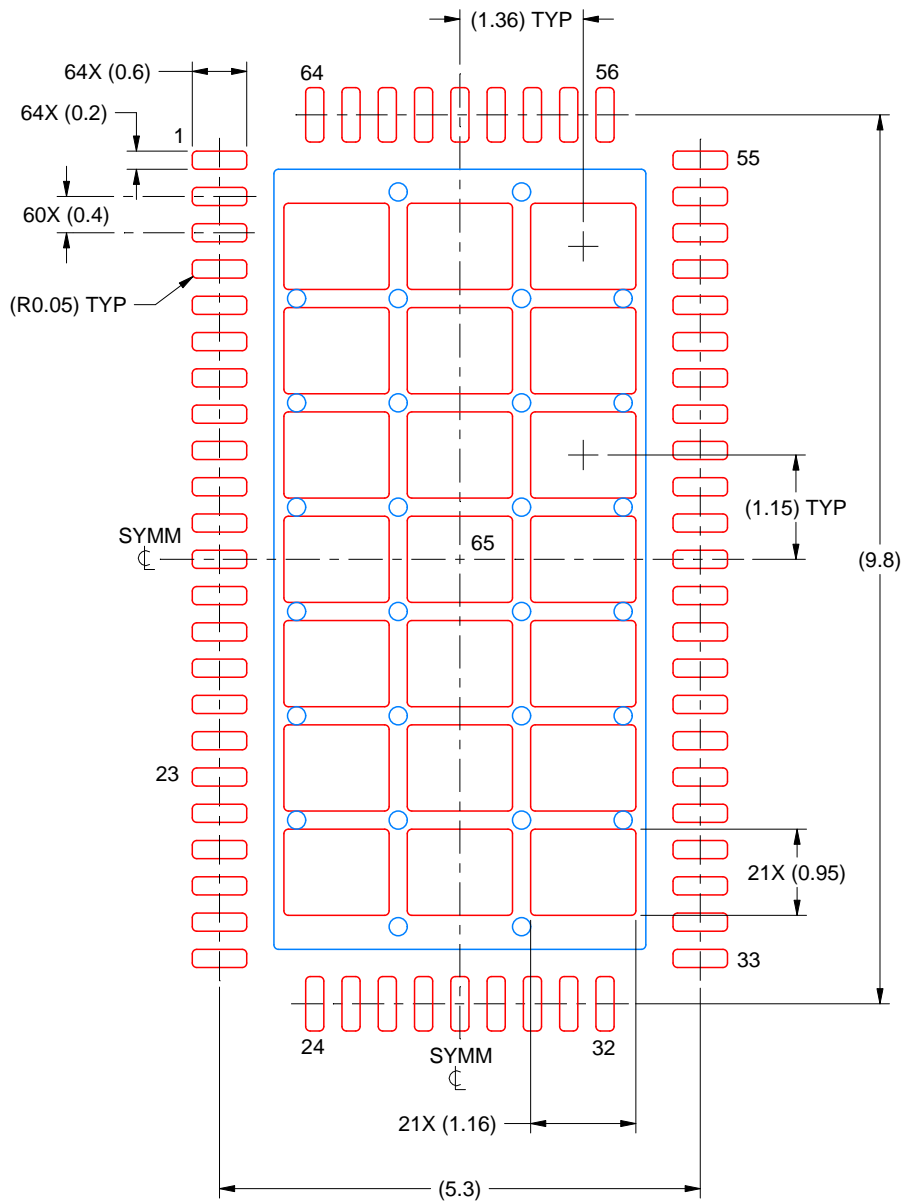 (1.36) TYP
64X (0.6)
64
56
64X (0.2)
1
55
60X (0.4)
(R0.05) TYP
(1.15) TYP
SYMM
℄
65
(9.8)
23
21X (0.95)
33
24
32
SYMM
℄
21X (1.16)
(5.3)